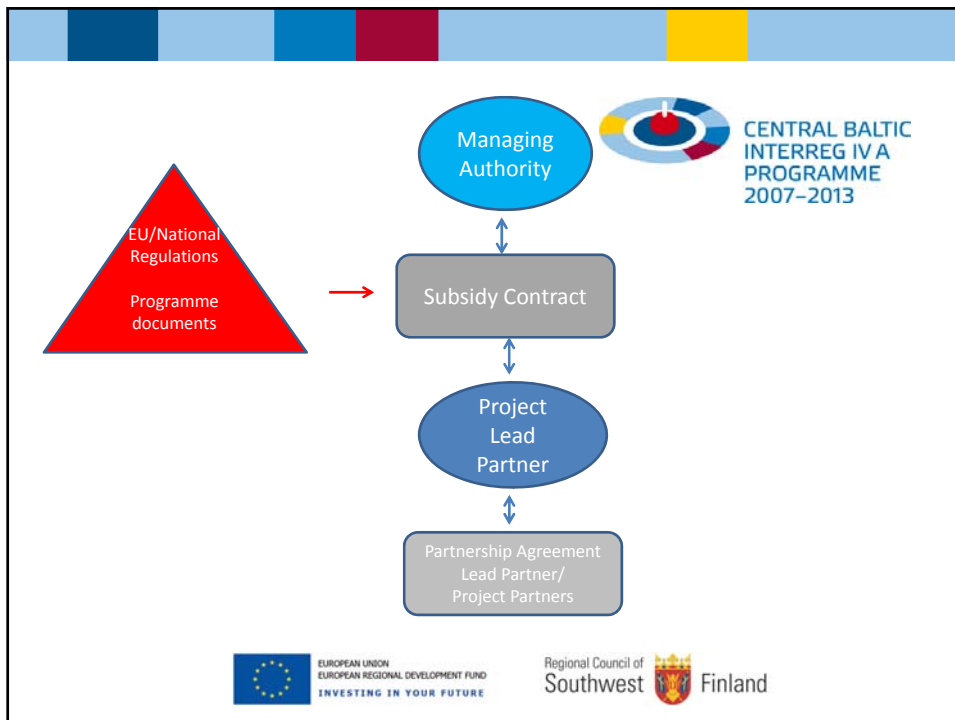 Managing
Authority
CENTRAL BALTIC
INTERREG IV A
PROGRAMME
2007–2013
EU/National
Regulations
Programme
documents
Subsidy Contract
Project
Lead
Partner
Partnership Agreement
Lead Partner/
Project Partners
EUROPEAN UNION
EUROPEAN REGIONAL DEVELOPMENT FUND
INVESTING IN YOUR FUTURE
Regional Council of
Southwest Finland